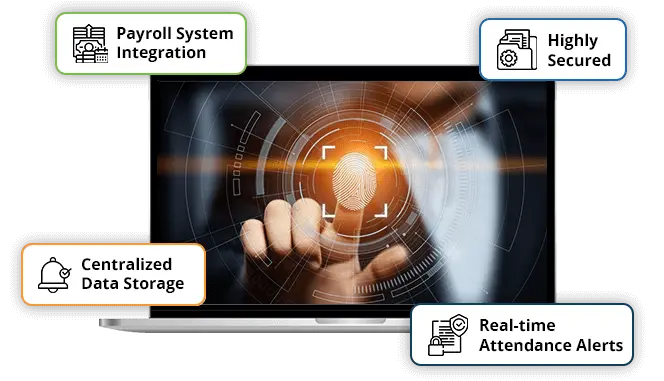 Payroll System
Integration
Highly
Secured
Centralized
Data Storage
Real-time
Attendance Alerts